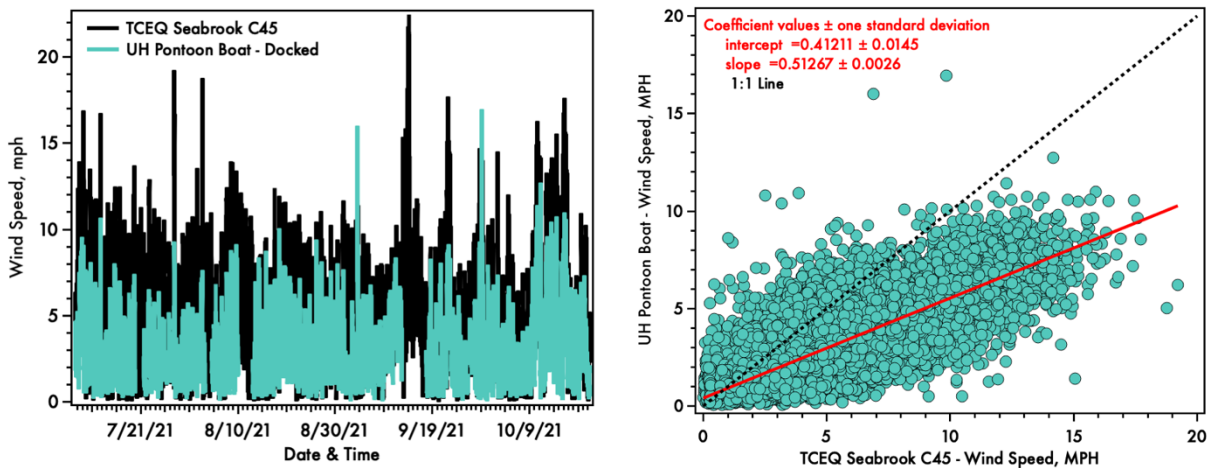 TCEQ Seabrook C45
UH Pontoon Boat - Docked
Wind Speed, mph
20
15
10
5
0
7/21/21 8/10/21 8/30/21 9/19/21 10/9/21
Date & Time
Coefficient values ± one standard deviation
intercept =0.41211 ± 0.0145
slope =0.51267 ± 0.0026
1:1 Line
UH Pontoon Boat - Wind Speed, MPH
20
15
10
5
0
0 5 10 15 20
TCEQ Seabrook C45 - Wind Speed, MPH